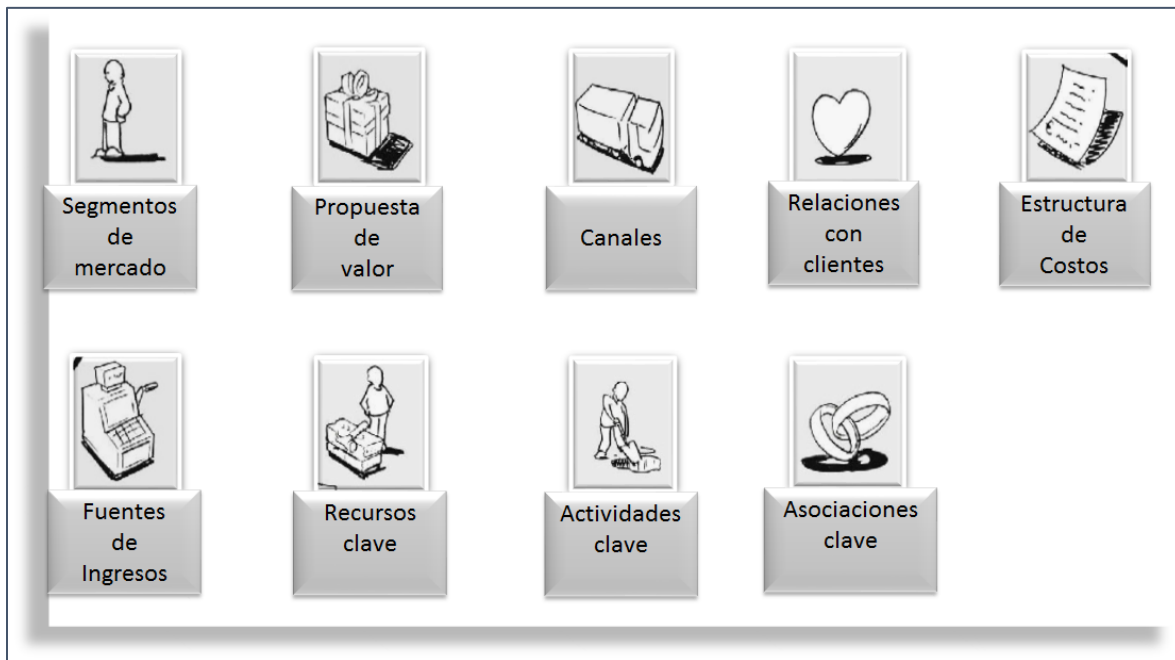 Segmentos
de
mercado
Propuesta
de
valor
Canales
Relaciones
con
clientes
Estructura
de
Costos
Fuentes
de
Ingresos
Recursos
clave
Actividades
clave
Asociaciones
clave